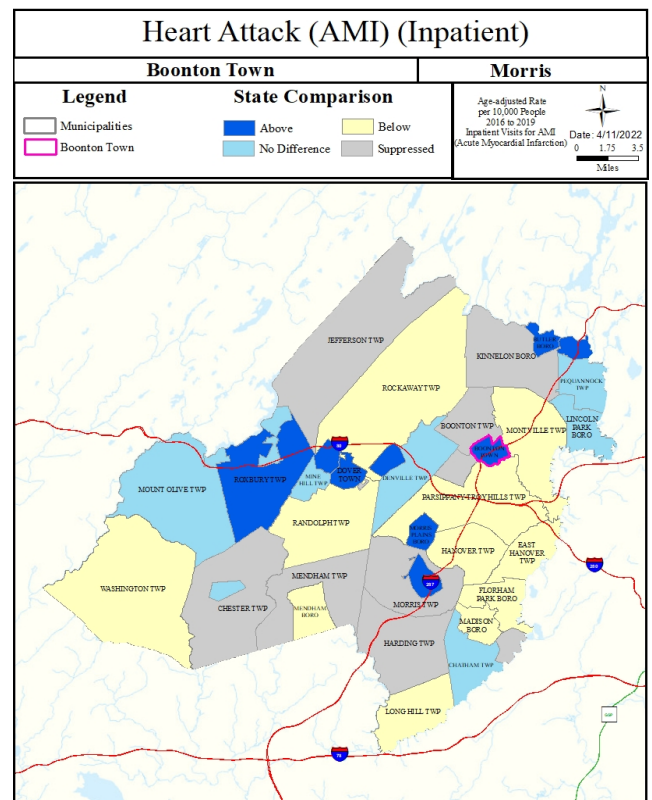 Heart Attack (AMI) (Inpatient)
Boonton Town
Morris
Legend
Municipalities
Boonton Town
State Comparison
Above
Below
No Difference
Suppressed
Age-adjusted Rate
per 10,000 People
2016 to 2019
Inpatient Visits for AMI
(Acute Myocardial Infarction)
N
Date: 4/11/2022
0 1.75 3.5
Miles
JEFFERSON TWP
KINNELON BORO
BUTLER
BORO
ROCKAWAY TWP
PEQUANNOCK
TWP
LINCOLN
PARK
BORO
BOONTON TWP
MONTVILLE TWP
BOONTON
TOWN
80
ROXBURY TWP
MINE
HILL TWP
DOVER
TOWN
DENVILLE TWP
MOUNT OLIVE TWP
PARSIPPANY-TROY HILLS TWP
RANDOLPH TWP
MORRIS
PLAINS
BORO
HANOVER TWP
EAST
HANOVER
TWP
280
WASHINGTON TWP
MENDHAM TWP
287
CHESTER TWP
MENDHAM
BORO
MORRIS TWP
FLORHAM
PARK BORO
MADISON
BORO
HARDING TWP
CHATHAM TWP
LONG HILL TWP
GSP
78